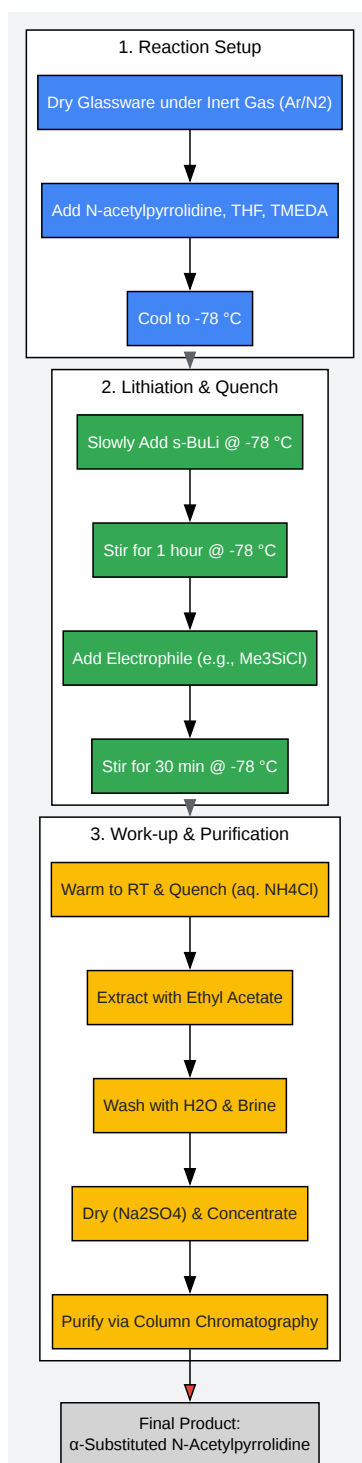 1. Reaction Setup
Dry Glassware under Inert Gas (Ar/N2)
Add N-acetylpyrrolidine, THF, TMEDA
Cool to -78 °C
2. Lithiation & Quench
Slowly Add s-BuLi @ -78 °C
Stir for 1 hour @ -78 °C
Add Electrophile (e.g., Me3SiCl)
Stir for 30 min @ -78 °C
3. Work-up & Purification
Warm to RT & Quench (aq. NH4Cl)
Extract with Ethyl Acetate
Wash with H2O & Brine
Dry (Na2SO4) & Concentrate
Purify via Column Chromatography
Final Product:
α-Substituted N-Acetylpyrrolidine